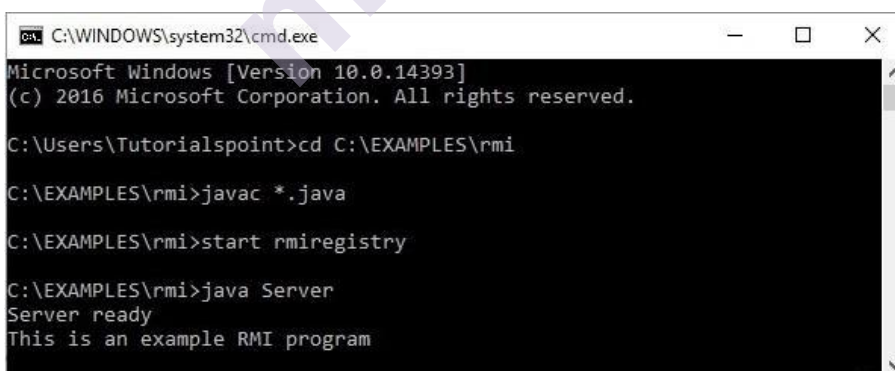 C:\WINDOWS\system32\cmd.exe
Microsoft Windows [Version 10.0.14393]
(c) 2016 Microsoft Corporation. All rights reserved.
C:\Users\Tutorialspoint>cd C:\EXAMPLES\rmi
C:\EXAMPLES\rmi>javac *.java
C:\EXAMPLES\rmi>start rmiregistry
C:\EXAMPLES\rmi>java Server
Server ready
This is an example RMI program